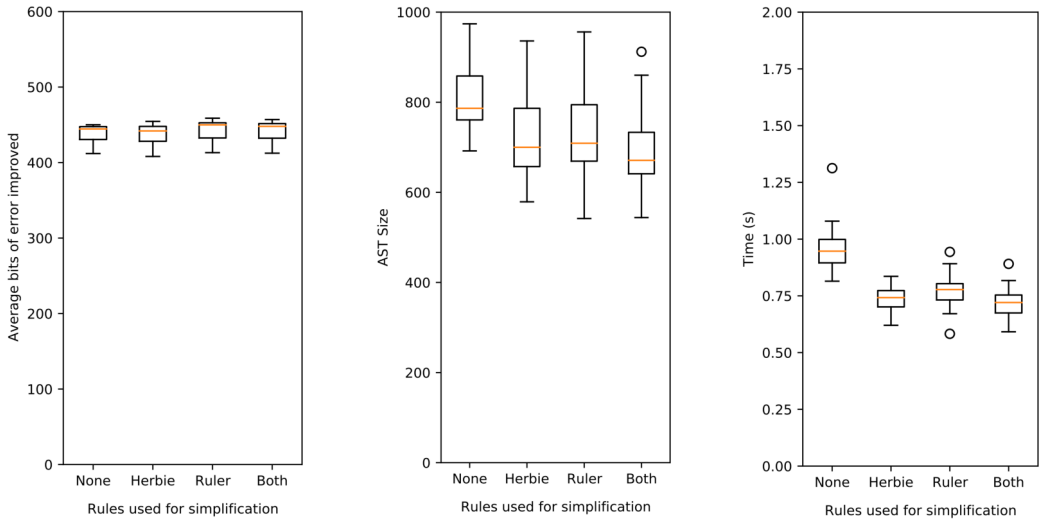 600
500
400
300
200
100
0
Average bits of error improved
None Herbie Ruler Both
Rules used for simplification
1000
800
600
400
200
0
AST Size
None Herbie Ruler Both
Rules used for simplification
2.00
1.75
1.50
1.25
1.00
0.75
0.50
0.25
0.00
Time (s)
None Herbie Ruler Both
Rules used for simplification